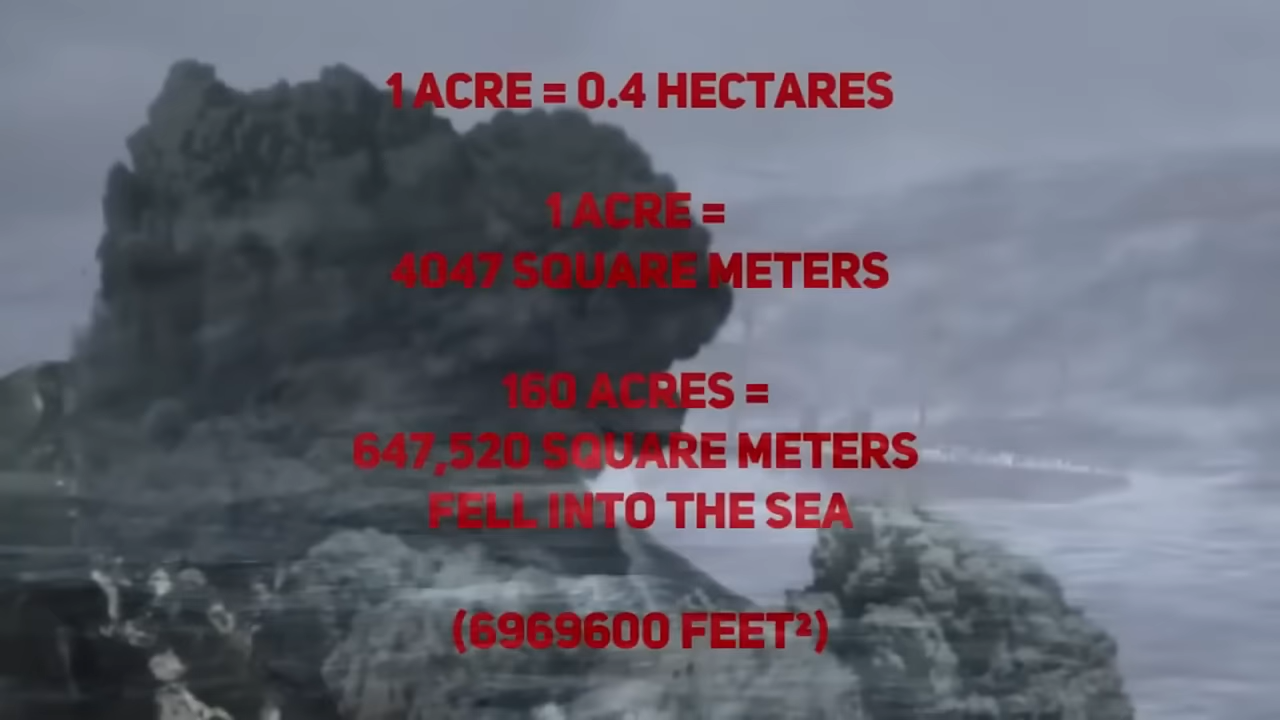 1 ACRE = 0.4 HECTARES
1 ACRE =
4047 SQUARE METERS
160 ACRES =
647,520 SQUARE METERS
FELL INTO THE SEA
(6969600 FEET²)